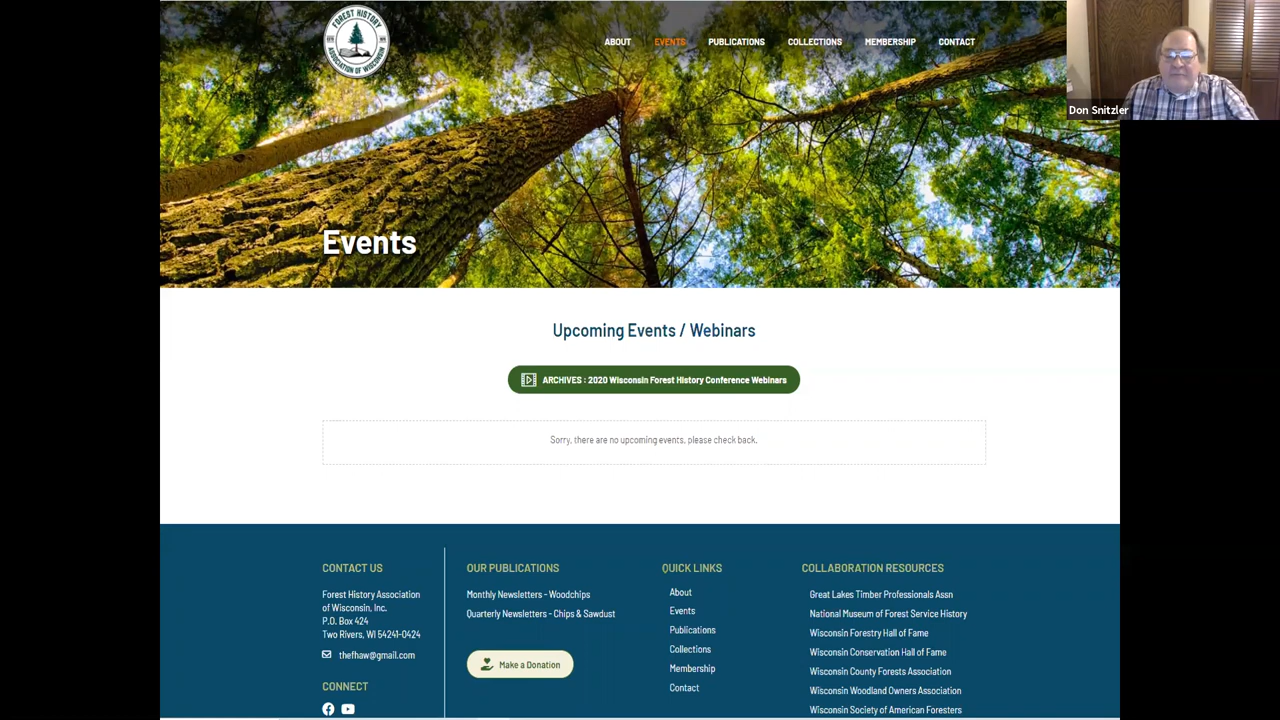 FOREST HISTORY
ASSOCIATION OF WISCONSIN
ABOUT
EVENTS
PUBLICATIONS
COLLECTIONS
MEMBERSHIP
CONTACT
Don Snitzler
Events
Upcoming Events / Webinars
ARCHIVES : 2020 Wisconsin Forest History Conference Webinars
Sorry, there are no upcoming events, please check back.
CONTACT US
Forest History Association
of Wisconsin, Inc.
P.O. Box 424
Two Rivers, WI 54241-0424
thefhaw@gmail.com
CONNECT
OUR PUBLICATIONS
Monthly Newsletters - Woodchips
Quarterly Newsletters - Chips & Sawdust
Make a Donation
QUICK LINKS
About
Events
Publications
Collections
Membership
Contact
COLLABORATION RESOURCES
Great Lakes Timber Professionals Assn
National Museum of Forest Service History
Wisconsin Forestry Hall of Fame
Wisconsin Conservation Hall of Fame
Wisconsin County Forests Association
Wisconsin Woodland Owners Association
Wisconsin Society of American Foresters